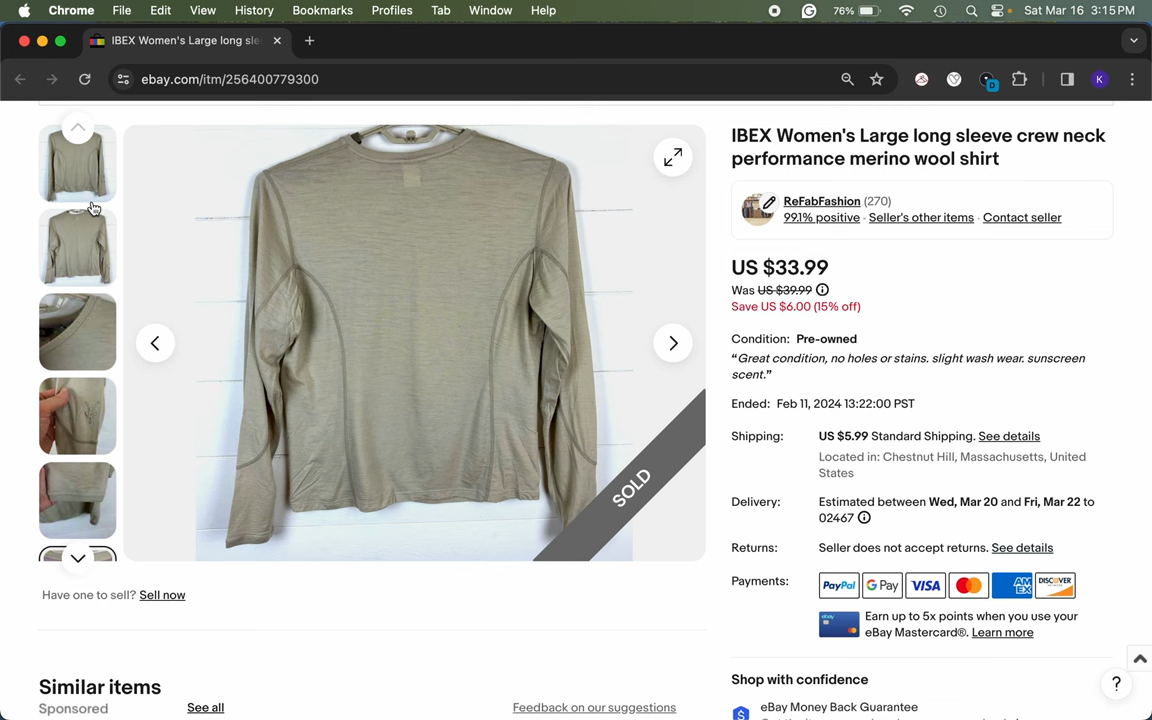 Chrome File Edit View History Bookmarks Profiles Tab Window Help 76% Sat Mar 16 3:15 PM
IBEX Women's Large long sle
ebay.com/itm/256400779300
D
K
IBEX Women's Large long sleeve crew neck
performance merino wool shirt
ReFabFashion (270)
99.1% positive · Seller's other items · Contact seller
US $33.99
Was US $39.99
Save US $6.00 (15% off)
Condition: Pre-owned
“Great condition, no holes or stains. slight wash wear. sunscreen
scent.”
Ended: Feb 11, 2024 13:22:00 PST
Shipping: US $5.99 Standard Shipping. See details
Located in: Chestnut Hill, Massachusetts, United
States
Delivery: Estimated between Wed, Mar 20 and Fri, Mar 22 to
02467
Returns: Seller does not accept returns. See details
Payments: PayPal G Pay VISA AM EX DISCOVER
Earn up to 5x points when you use your
eBay Mastercard®. Learn more
Shop with confidence
eBay Money Back Guarantee
SOLD
Have one to sell? Sell now
Similar items
Sponsored See all Feedback on our suggestions
?